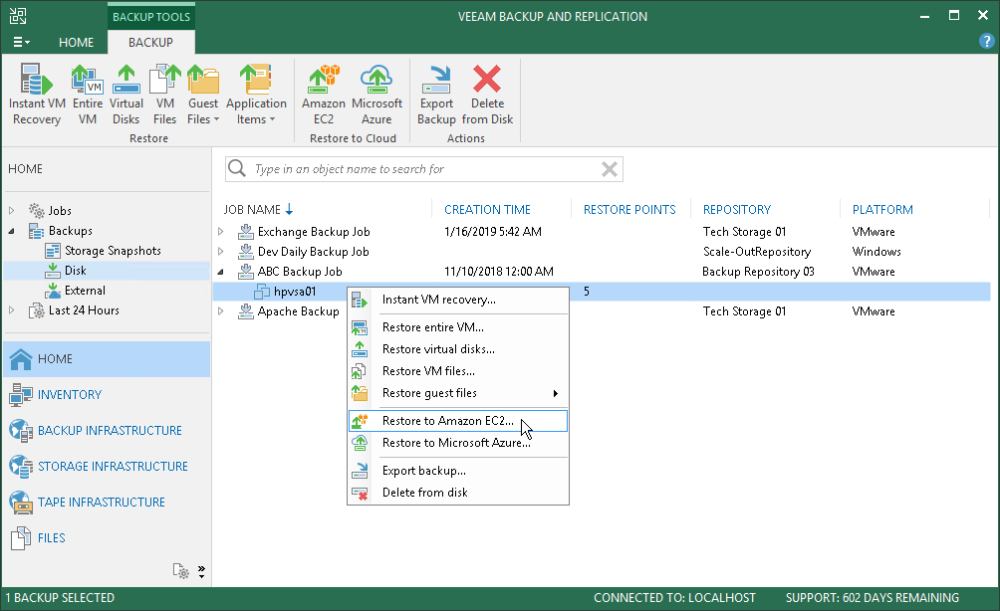 BACKUP TOOLS
VEEAM BACKUP AND REPLICATION
HOME
BACKUP
?
Instant VM Recovery
Entire VM
Virtual Disks
VM Files
Guest Files
Application Items
Amazon EC2
Microsoft Azure
Export Backup
Delete from Disk
Restore
Restore to Cloud
Actions
HOME
Jobs
Backups
Storage Snapshots
Disk
External
Last 24 Hours
HOME
INVENTORY
BACKUP INFRASTRUCTURE
STORAGE INFRASTRUCTURE
TAPE INFRASTRUCTURE
FILES
Type in an object name to search for
JOB NAME CREATION TIME RESTORE POINTS REPOSITORY PLATFORM
Exchange Backup Job 1/16/2019 5:42 AM Tech Storage 01 VMware
Dev Daily Backup Job Scale-OutRepository Windows
ABC Backup Job 11/10/2018 12:00 AM Backup Repository 03 VMware
hpvsa01 5
Apache Backup Tech Storage 01 VMware
Instant VM recovery...
Restore entire VM...
Restore virtual disks...
Restore VM files...
Restore guest files
Restore to Amazon EC2...
Restore to Microsoft Azure...
Export backup...
Delete from disk
1 BACKUP SELECTED
CONNECTED TO: LOCALHOST
SUPPORT: 602 DAYS REMAINING